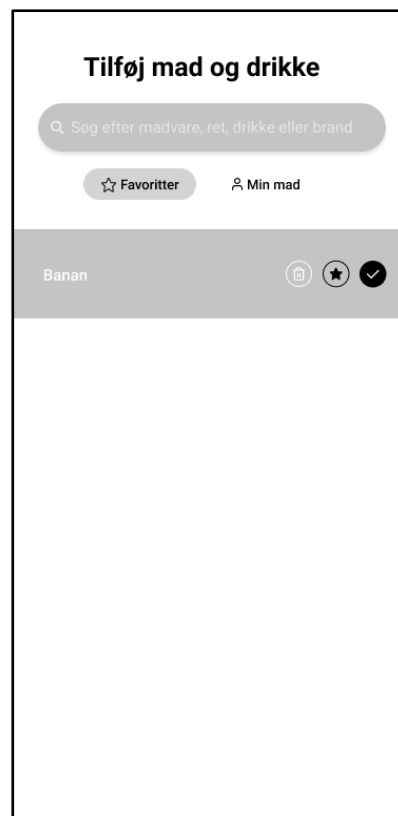 Tilføj mad og drikke
Søg efter madvare, ret, drikke eller brand
Favoritter Min mad
Banan